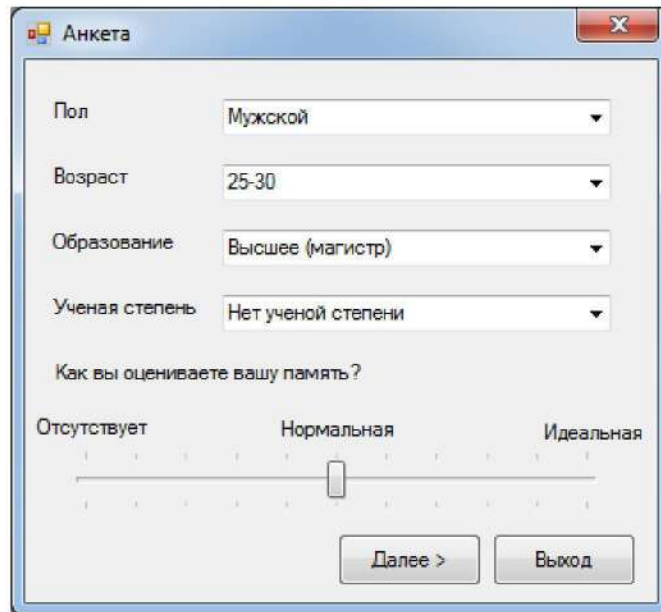 Анкета
Пол Мужской
Возраст 25-30
Образование Высшее (магистр)
Ученая степень Нет ученой степени
Как вы оцениваете вашу память?
Отсутствует Нормальная Идеальная
Далее > Выход